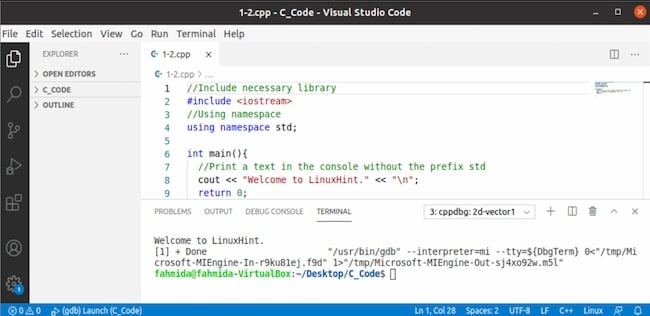 1-2.cpp - C_Code - Visual Studio Code
File Edit Selection View Go Run Terminal Help
EXPLORER
1-2.cpp
OPEN EDITORS
C_CODE
OUTLINE
1-2.cpp > ...
1 //Include necessary library
2 #include <iostream>
3 //Using namespace
4 using namespace std;
5
6 int main(){
7 //Print a text in the console without the prefix std
8 cout << "Welcome to LinuxHint." << "\n";
9 return 0;
PROBLEMS OUTPUT DEBUG CONSOLE TERMINAL 3: cppdbg: 2d-vector1
Welcome to LinuxHint.
[1] + Done "/usr/bin/gdb" --interpreter=mi --tty=${DbgTerm} 0<"/tmp/Mi
crosoft-MIEngine-In-r9ku81ej.f9d" 1>"/tmp/Microsoft-MIEngine-Out-sj4xo92w.m5l"
fahmida@fahmida-VirtualBox:~/Desktop/C_Code$
1
0 0 (gdb) Launch (C_Code) Ln 1, Col 28 Spaces: 2 UTF-8 LF C++ Linux